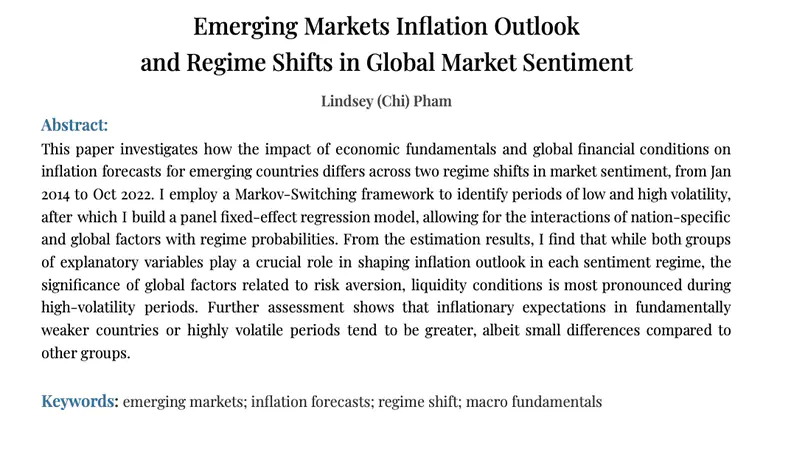 Emerging Markets Inflation Outlook
and Regime Shifts in Global Market Sentiment
Lindsey (Chi) Pham
Abstract:
This paper investigates how the impact of economic fundamentals and global financial conditions on
inflation forecasts for emerging countries differs across two regime shifts in market sentiment, from Jan
2014 to Oct 2022. I employ a Markov-Switching framework to identify periods of low and high volatility,
after which I build a panel fixed-effect regression model, allowing for the interactions of nation-specific
and global factors with regime probabilities. From the estimation results, I find that while both groups
of explanatory variables play a crucial role in shaping inflation outlook in each sentiment regime, the
significance of global factors related to risk aversion, liquidity conditions is most pronounced during
high-volatility periods. Further assessment shows that inflationary expectations in fundamentally
weaker countries or highly volatile periods tend to be greater, albeit small differences compared to
other groups.
Keywords: emerging markets; inflation forecasts; regime shift; macro fundamentals